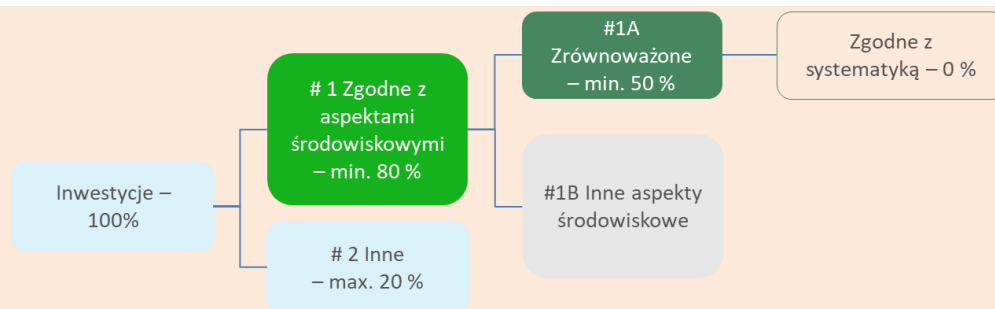 Inwestycje –
100%
# 1 Zgodne z
aspektami
środowiskowymi
– min. 80 %
# 2 Inne
– max. 20 %
#1A
Zrównoważone
– min. 50 %
#1B Inne aspekty
środowiskowe
Zgodne z
systematyką – 0 %